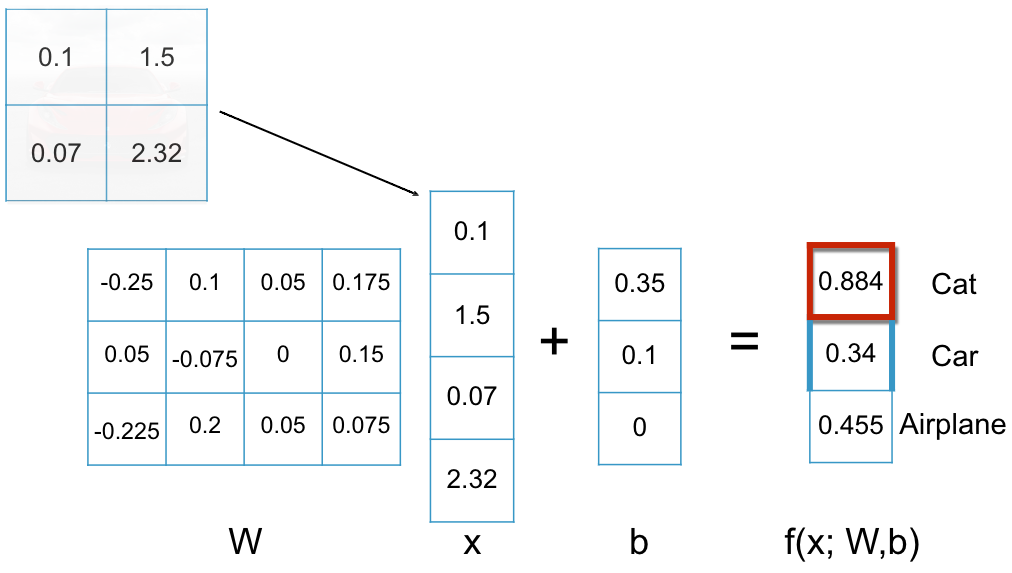 0.1 1.5
0.07 2.32
0.1
1.5
0.07
2.32
-0.25 0.1 0.05 0.175
0.05 -0.075 0 0.15
-0.225 0.2 0.05 0.075
+
0.35
0.1
0
=
0.884 Cat
0.34 Car
0.455 Airplane
W x b f(x; W,b)